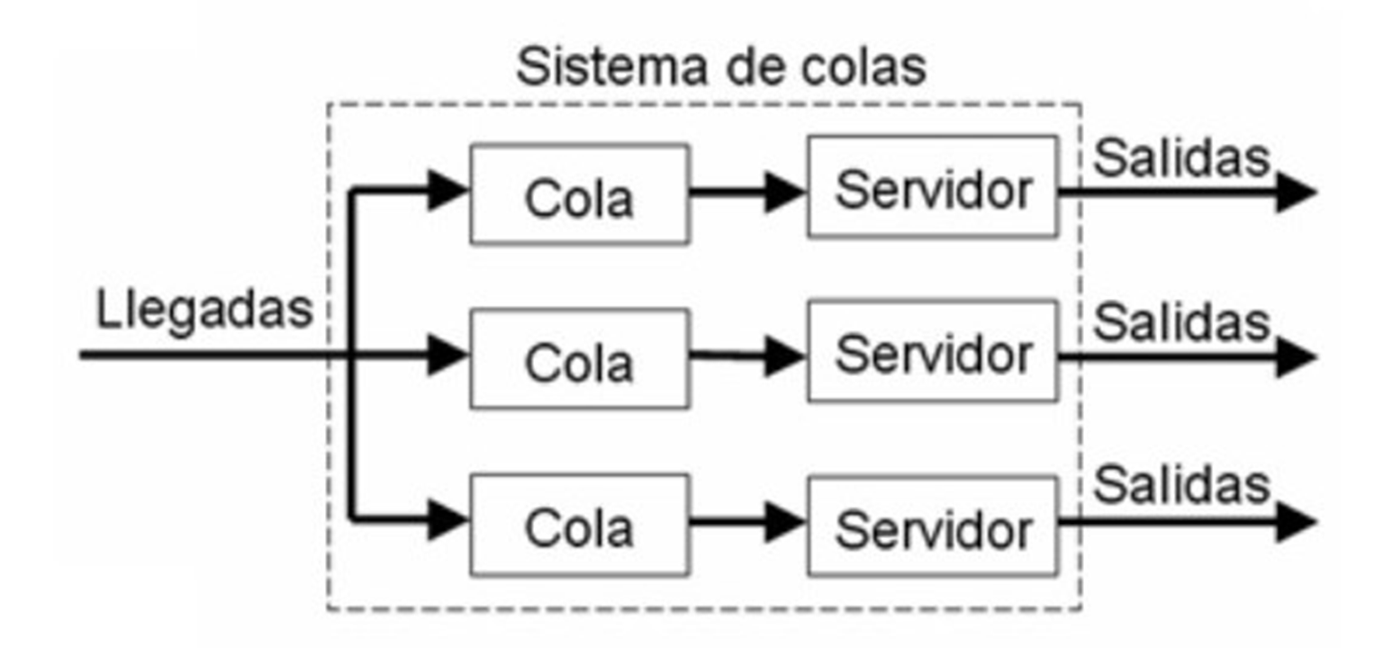 Sistema de colas
Cola
Servidor
Salidas
Llegadas
Cola
Servidor
Salidas
Cola
Servidor
Salidas